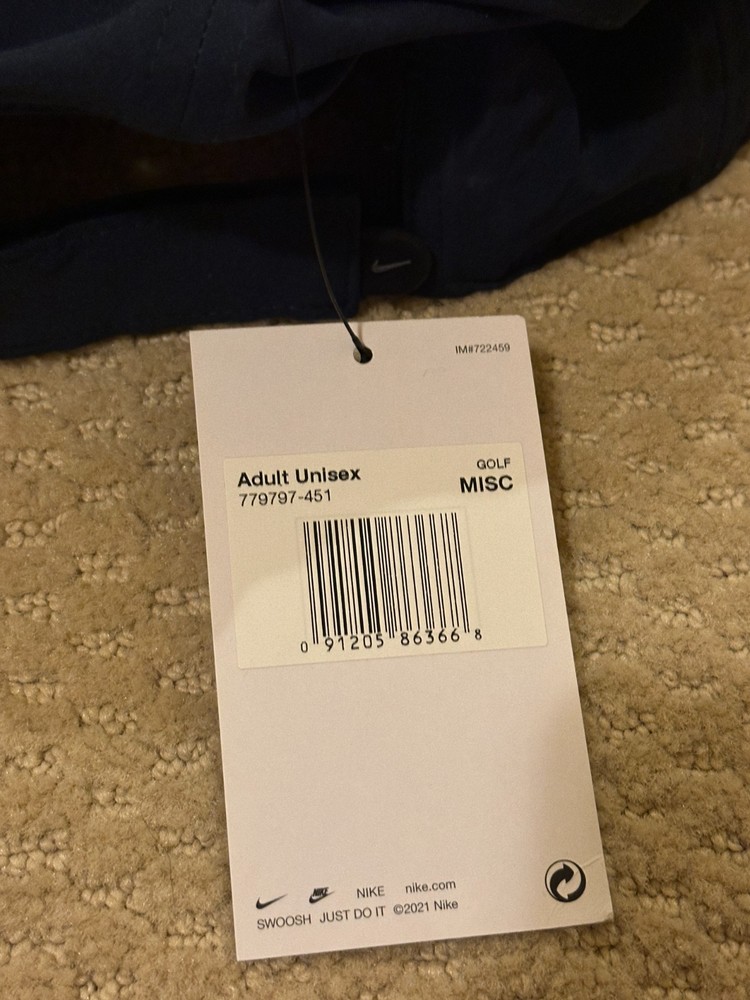 IM#722459
Adult Unisex
779797-451
GOLF
MISC
0 91205 86366 8
NIKE nike.com
SWOOSH JUST DO IT ©2021 Nike